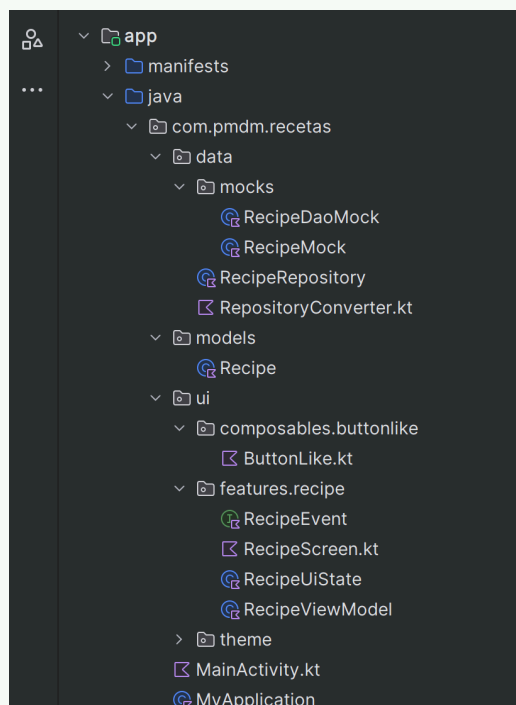 app
manifests
java
com.pmdm.recetas
data
mocks
RecipeDaoMock
RecipeMock
RecipeRepository
RepositoryConverter.kt
models
Recipe
ui
composables.buttonlike
ButtonLike.kt
features.recipe
RecipeEvent
RecipeScreen.kt
RecipeUiState
RecipeViewModel
theme
MainActivity.kt
MyApplication